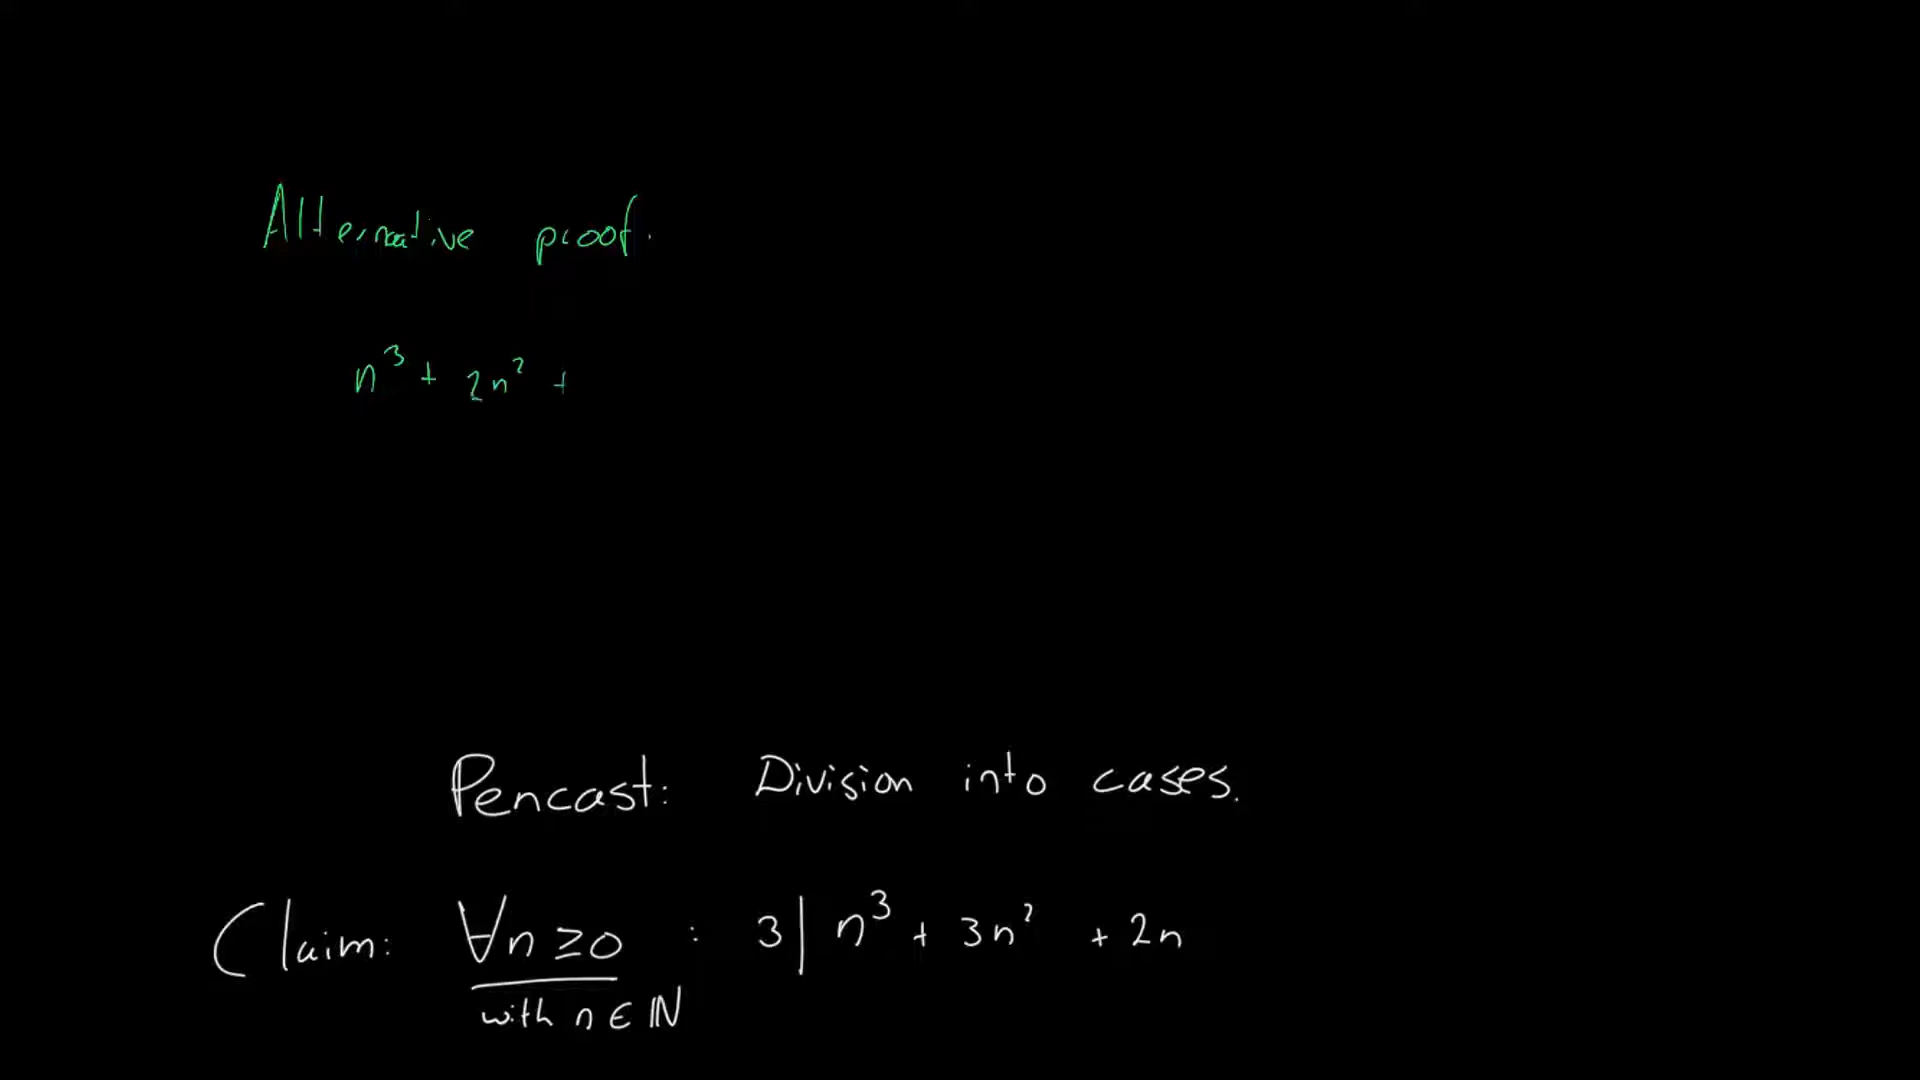 Alternative proof.
n³ + 2n² +
Pencast: Division into cases.
Claim: ∀n ≥ 0 : 3 | n³ + 3n² + 2n
with n ∈ ℕ